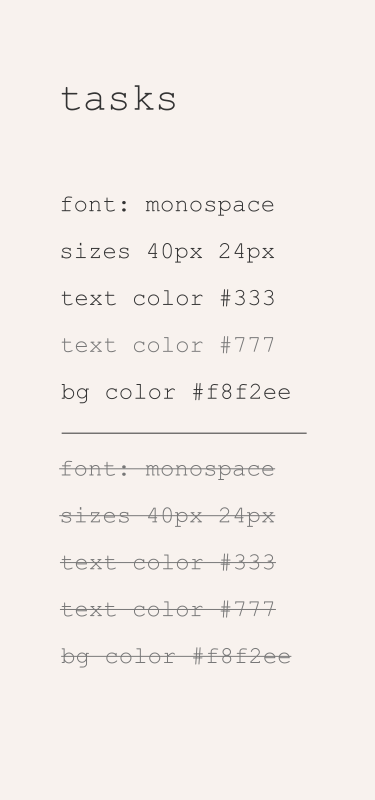 tasks
font: monospace
sizes 40px 24px
text color #333
text color #777
bg color #f8f2ee
font: monospace
sizes 40px 24px
text color #333
text color #777
bg color #f8f2ee